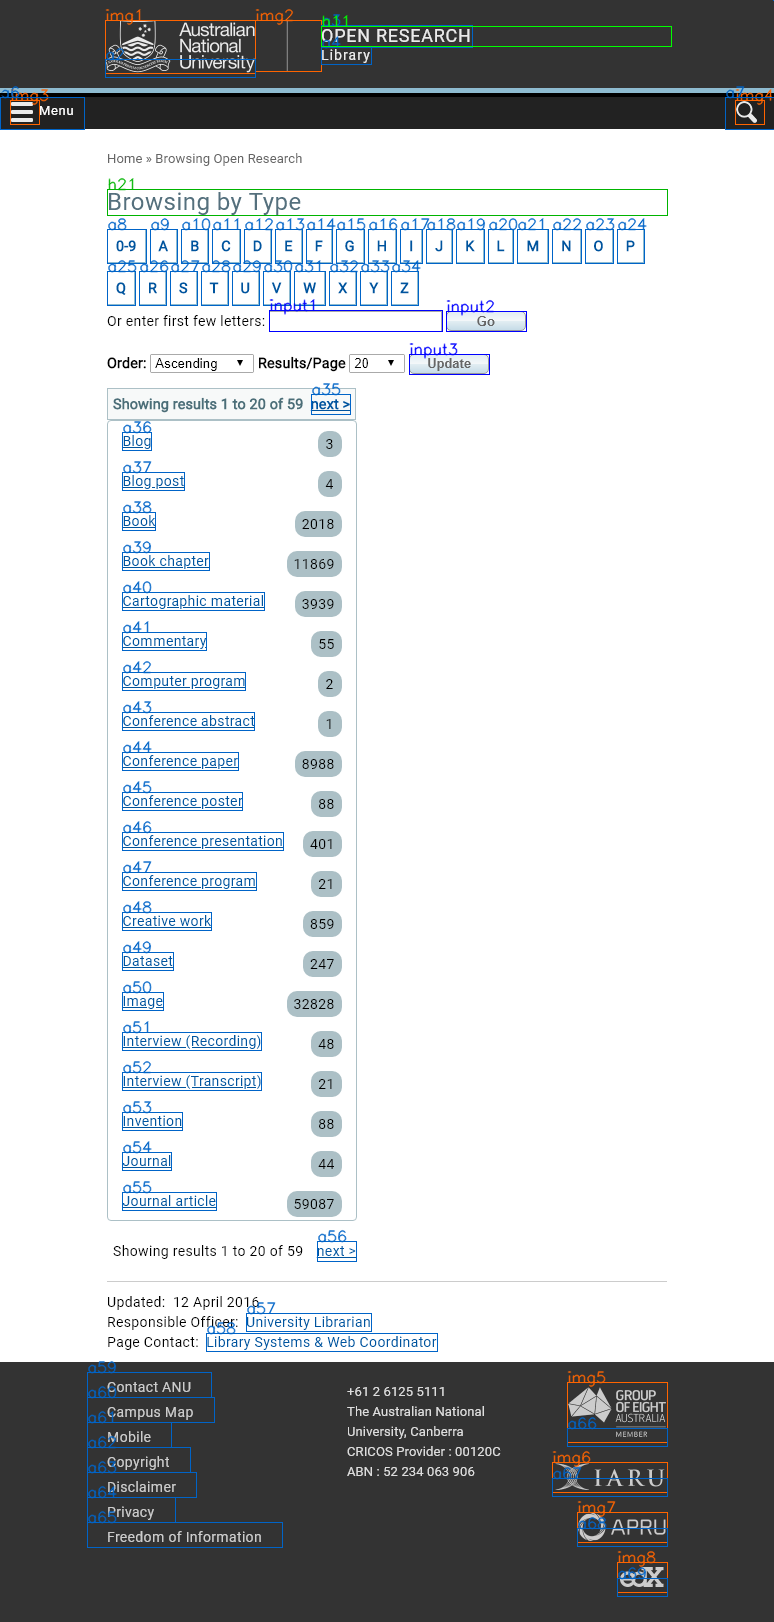 img1
img2
h11
Australian
National
University
OPEN RESEARCH
Library
a6
img3
Menu
a7
img4
Home » Browsing Open Research
h21
Browsing by Type
a8 a9 a10 a11 a12 a13 a14 a15 a16 a17 a18 a19 a20 a21 a22 a23 a24
0-9 A B C D E F G H I J K L M N O P
a25 a26 a27 a28 a29 a30 a31 a32 a33 a34
Q R S T U V W X Y Z
input1
input2
Or enter first few letters: Go
input3
Order: Ascending Results/Page 20 Update
a35
Showing results 1 to 20 of 59 next >
a36
Blog 3
a37
Blog post 4
a38
Book 2018
a39
Book chapter 11869
a40
Cartographic material 3939
a41
Commentary 55
a42
Computer program 2
a43
Conference abstract 1
a44
Conference paper 8988
a45
Conference poster 88
a46
Conference presentation 401
a47
Conference program 21
a48
Creative work 859
a49
Dataset 247
a50
Image 32828
a51
Interview (Recording) 48
a52
Interview (Transcript) 21
a53
Invention 88
a54
Journal 44
a55
Journal article 59087
a56
Showing results 1 to 20 of 59 next >
Updated: 12 April 2016
a57
Responsible Officer: University Librarian
a58
Page Contact: Library Systems & Web Coordinator
a59
Contact ANU
a60
Campus Map
a61
Mobile
a62
Copyright
a63
Disclaimer
a64
Privacy
a65
Freedom of Information
+61 2 6125 5111
The Australian National
University, Canberra
CRICOS Provider : 00120C
ABN : 52 234 063 906
img5
GROUP
OF EIGHT
AUSTRALIA
a66
MEMBER
img6
IARU
img7
a68
APRU
img8
a69
edX